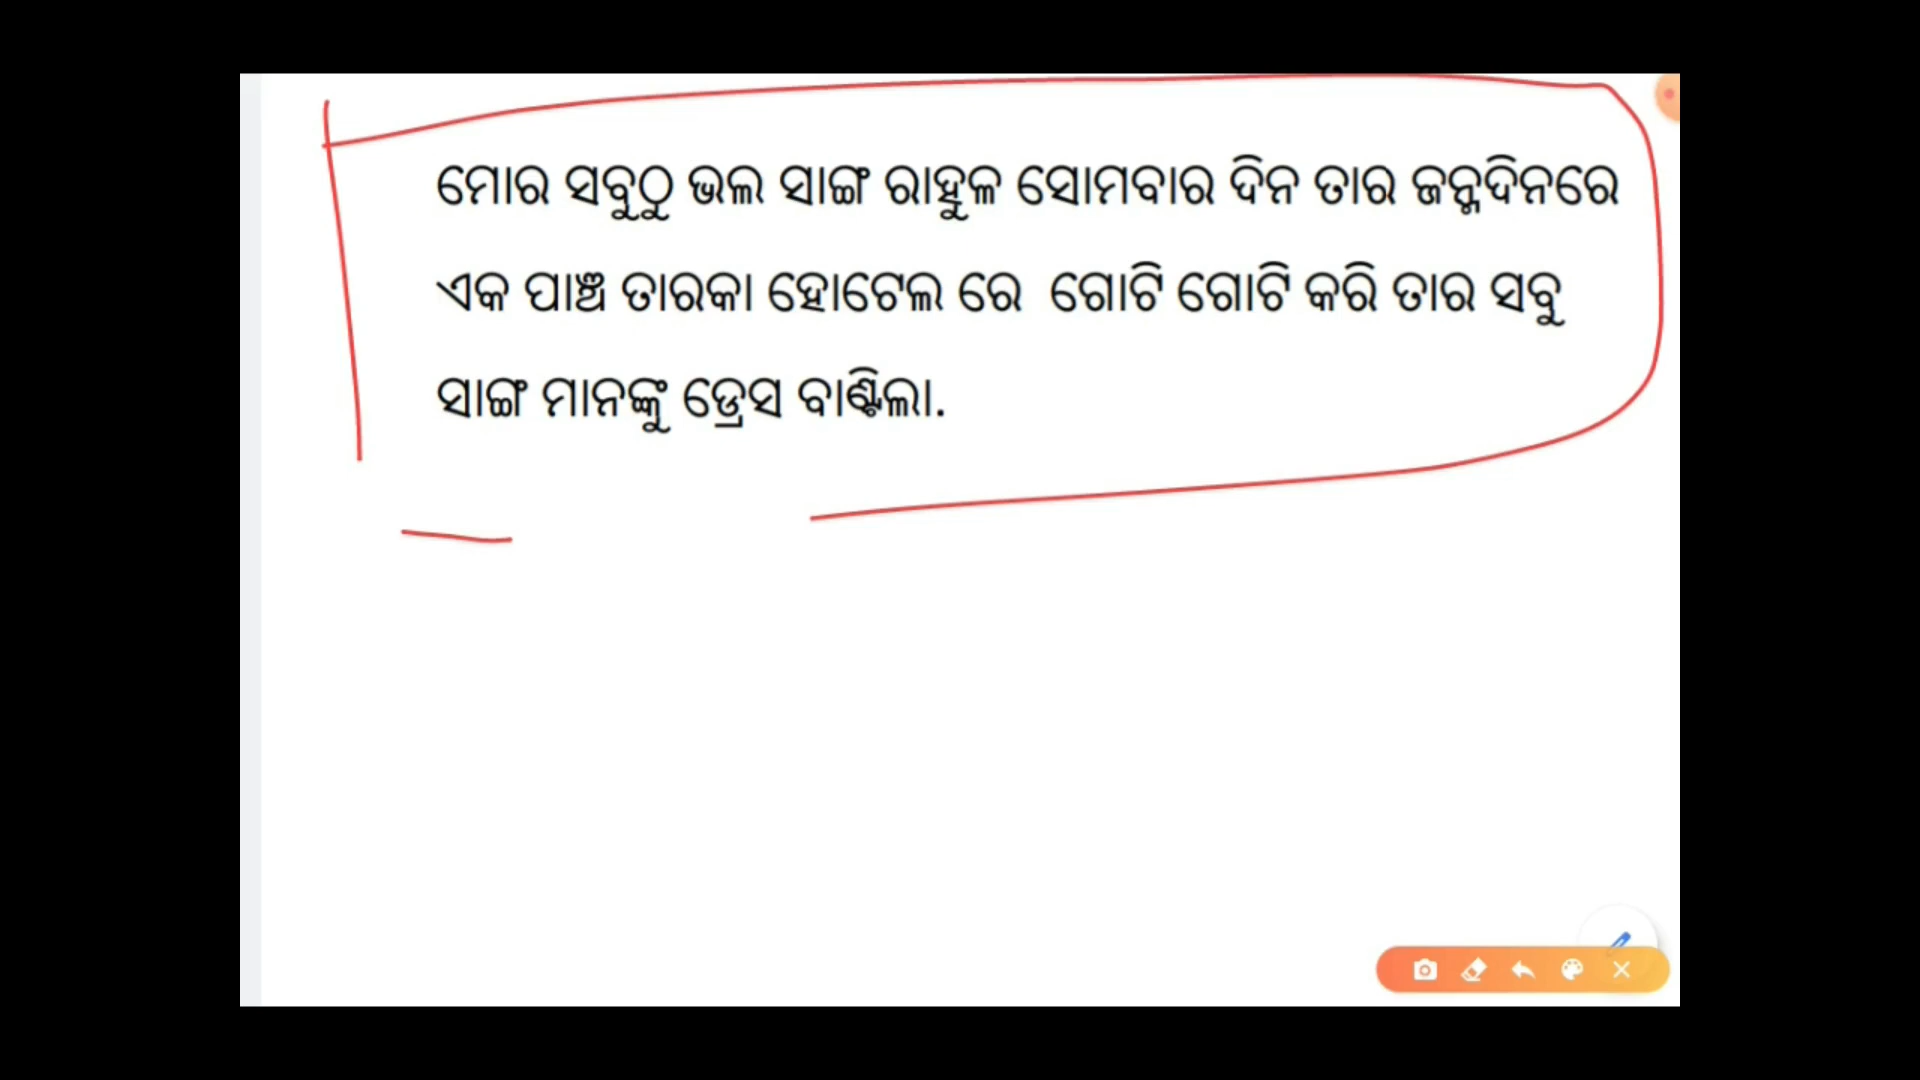 ମୋର ସବୁଠୁ ଭଲ ସାଙ୍ଗ ରାହୁଳ ସୋମବାର ଦିନ ତାର ଜନ୍ମଦିନରେ
ଏକ ପାଞ୍ଚ ତାରକା ହୋଟେଲ ରେ ଗୋଟି ଗୋଟି କରି ତାର ସବୁ
ସାଙ୍ଗ ମାନଙ୍କୁ ଡ୍ରେସ ବାଣ୍ଟିଲା.